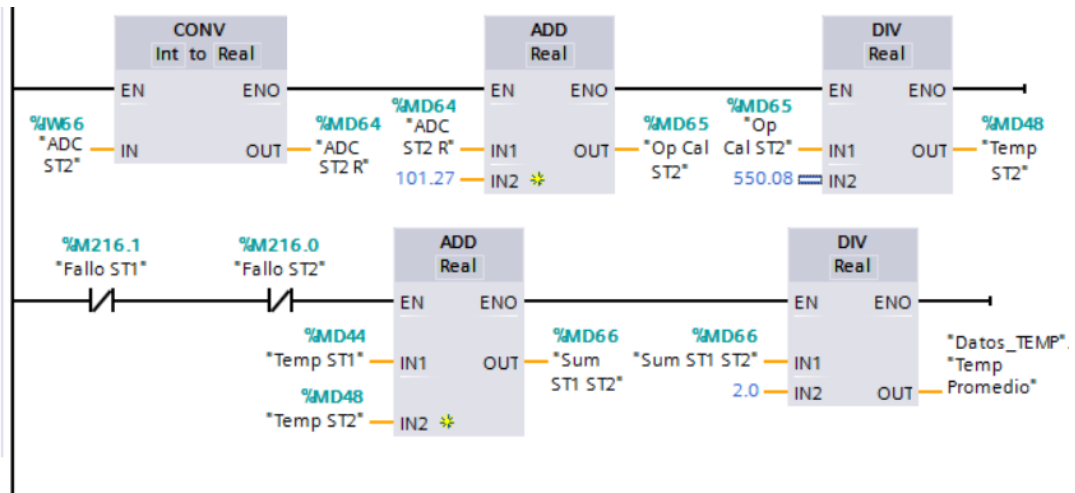 CONV
Int to Real
EN ENO
%IW66
"ADC
ST2"
IN
OUT
%MD64
"ADC
ST2 R"
ADD
Real
EN ENO
%MD64
"ADC
ST2 R"
IN1
101.27
IN2
OUT
%MD65
"Op Cal
ST2"
DIV
Real
EN ENO
%MD65
"Op
Cal ST2"
IN1
550.08
IN2
OUT
%MD48
"Temp
ST2"
%M216.1
"Fallo ST1"
%M216.0
"Fallo ST2"
ADD
Real
EN ENO
%MD44
"Temp ST1"
IN1
%MD48
"Temp ST2"
IN2
OUT
%MD66
"Sum
ST1 ST2"
DIV
Real
EN ENO
%MD66
"Sum ST1 ST2"
IN1
2.0
IN2
OUT
"Datos_TEMP".
"Temp
Promedio"